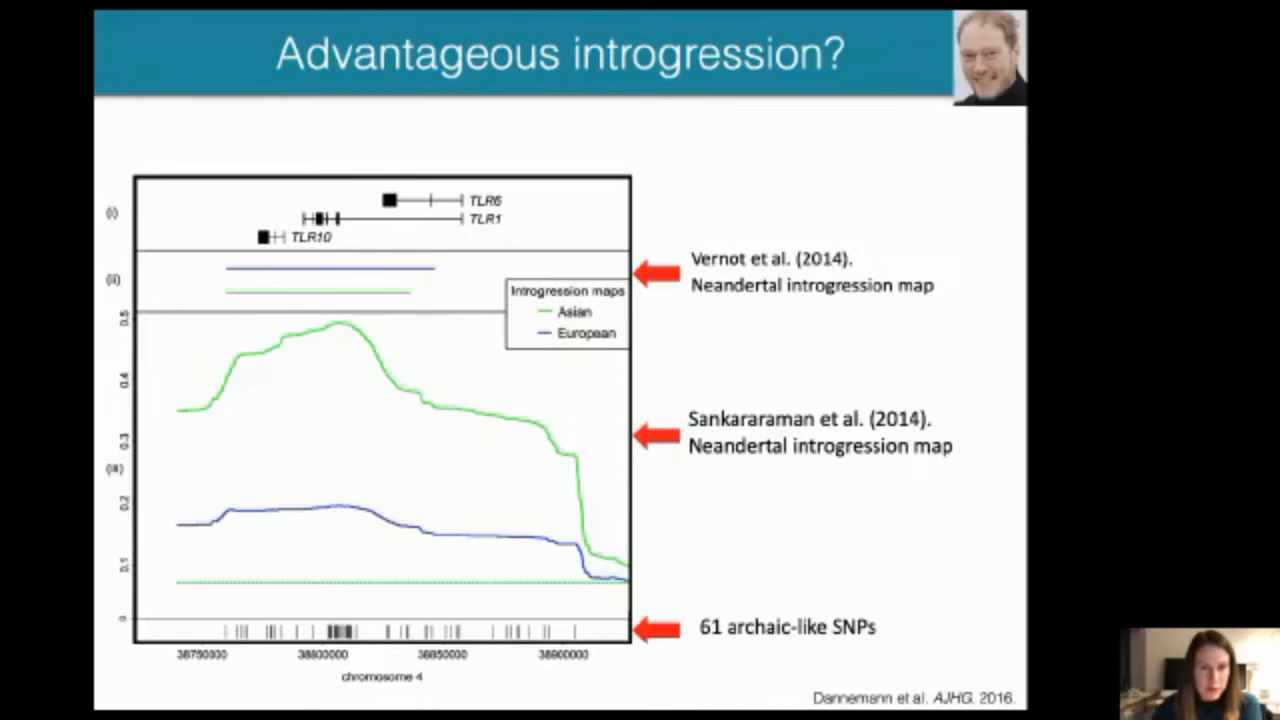 Advantageous introgression?
(i)
TLR6
TLR1
TLR10
(ii)
Introgression maps
Asian
European
Vernot et al. (2014).
Neandertal introgression map
0.5
0.4
0.3
(iii)
0.2
0.1
0
Sankararaman et al. (2014).
Neandertal introgression map
61 archaic-like SNPs
38750000
38800000
38850000
38900000
chromosome 4
Dannemann et al. AJHG. 2016.